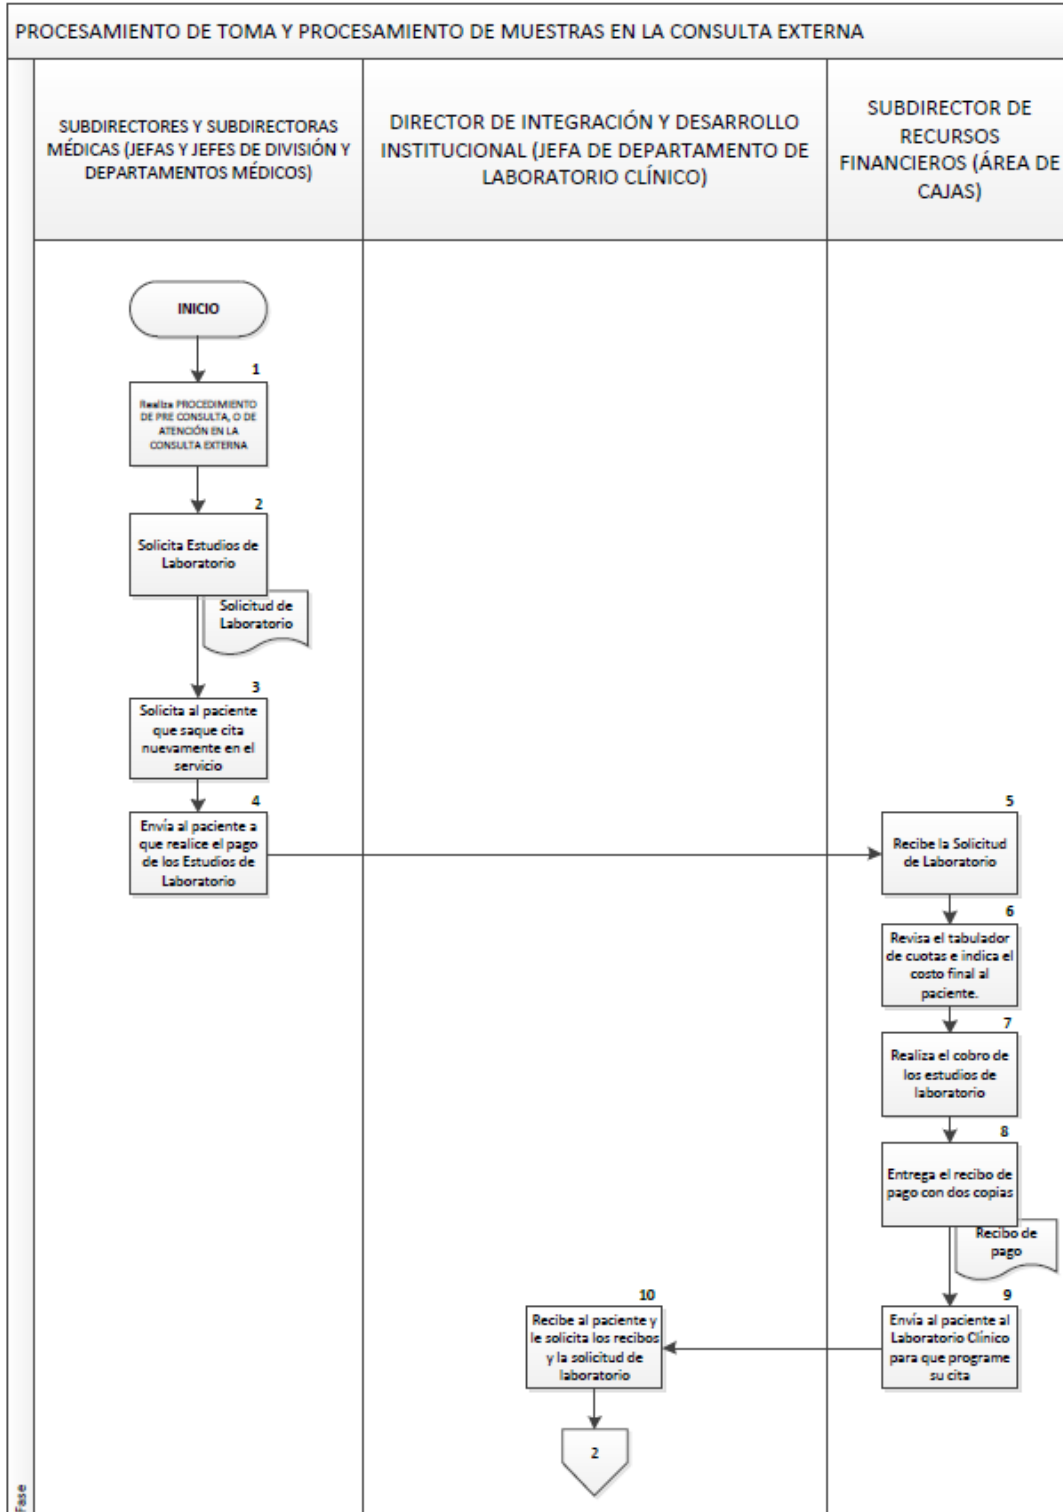 PROCESAMIENTO DE TOMA Y PROCESAMIENTO DE MUESTRAS EN LA CONSULTA EXTERNA
SUBDIRECTORES Y SUBDIRECTORAS
MÉDICAS (JEFAS Y JEFES DE DIVISIÓN Y
DEPARTAMENTOS MÉDICOS)
DIRECTOR DE INTEGRACIÓN Y DESARROLLO
INSTITUCIONAL (JEFA DE DEPARTAMENTO DE
LABORATORIO CLÍNICO)
SUBDIRECTOR DE
RECURSOS
FINANCIEROS (ÁREA DE
CAJAS)
INICIO
1
Realiza PROCEDIMIENTO
DE PRE CONSULTA, O DE
ATENCIÓN EN LA
CONSULTA EXTERNA
2
Solicita Estudios de
Laboratorio
Solicitud de
Laboratorio
3
Solicita al paciente
que saque cita
nuevamente en el
servicio
4
Envía al paciente a
que realice el pago
de los Estudios de
Laboratorio
5
Recibe la Solicitud
de Laboratorio
6
Revisa el tabulador
de cuotas e indica el
costo final al
paciente.
7
Realiza el cobro de
los estudios de
laboratorio
8
Entrega el recibo de
pago con dos copias
Recibo de
pago
9
Envía al paciente al
Laboratorio Clínico
para que programe
su cita
10
Recibe al paciente y
le solicita los recibos
y la solicitud de
laboratorio
2
Fase